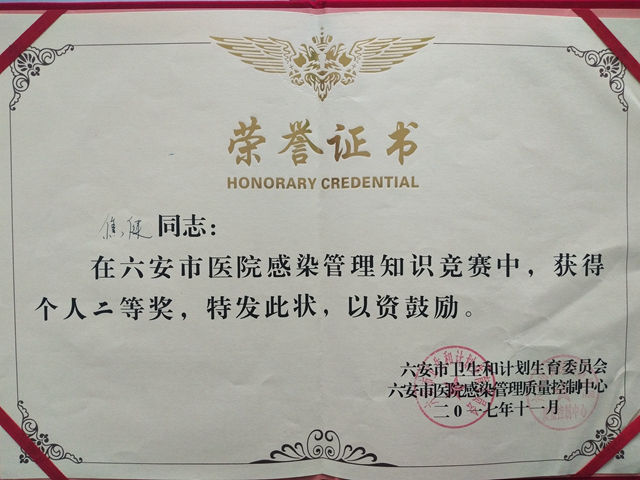 荣誉证书
HONORARY CREDENTIAL
同志：
在六安市医院感染管理知识竞赛中，获得
个人二等奖，特发此状，以资鼓励。
六安市卫生和计划生育委员会
六安市医院感染管理质量控制中心
二〇一七年十一月